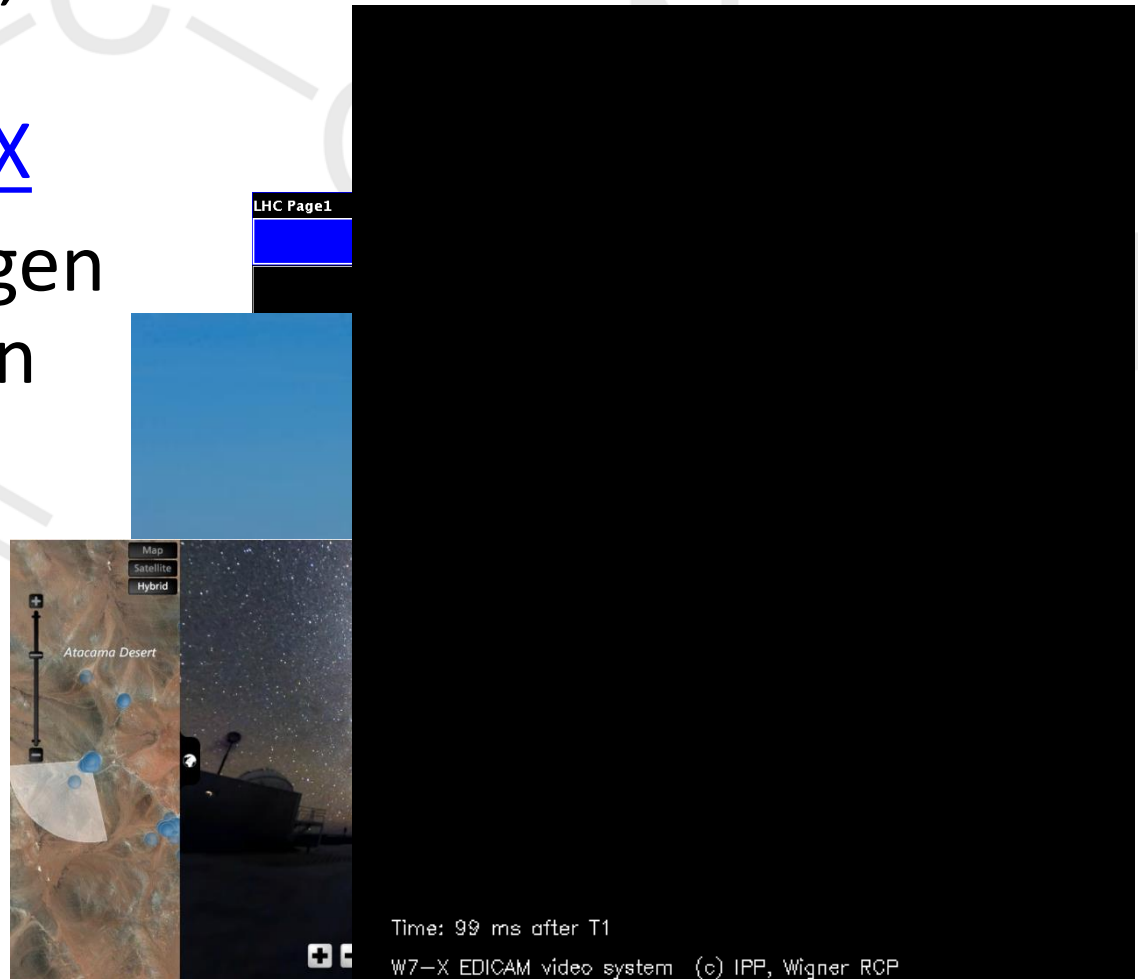 X
LHC Page1
gen
n
Map
Satellite
Hybrid
Atacama Desert
Time: 99 ms after T1
W7-X EDICAM video system (c) IPP, Wigner RCP